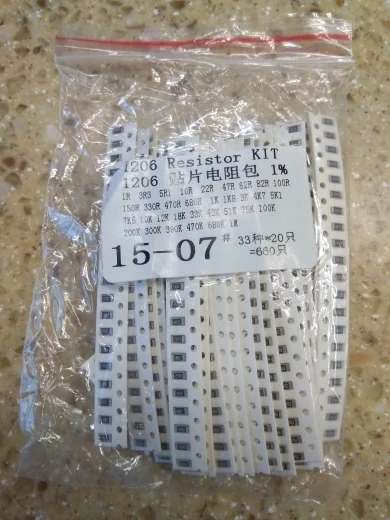 1206 Resistor KIT
1206 贴片电阻包 1%
1R 3R3 5R1 10R 22R 47R 62R 82R 100R
150R 330R 470R 680R 1K 1K8 3K 4K7 5K1
7K5 10K 12K 18K 33K 43K 51K 75K 100K
200K 300K 390K 470K 680K 1M
15-07# 33种*20只
=660只